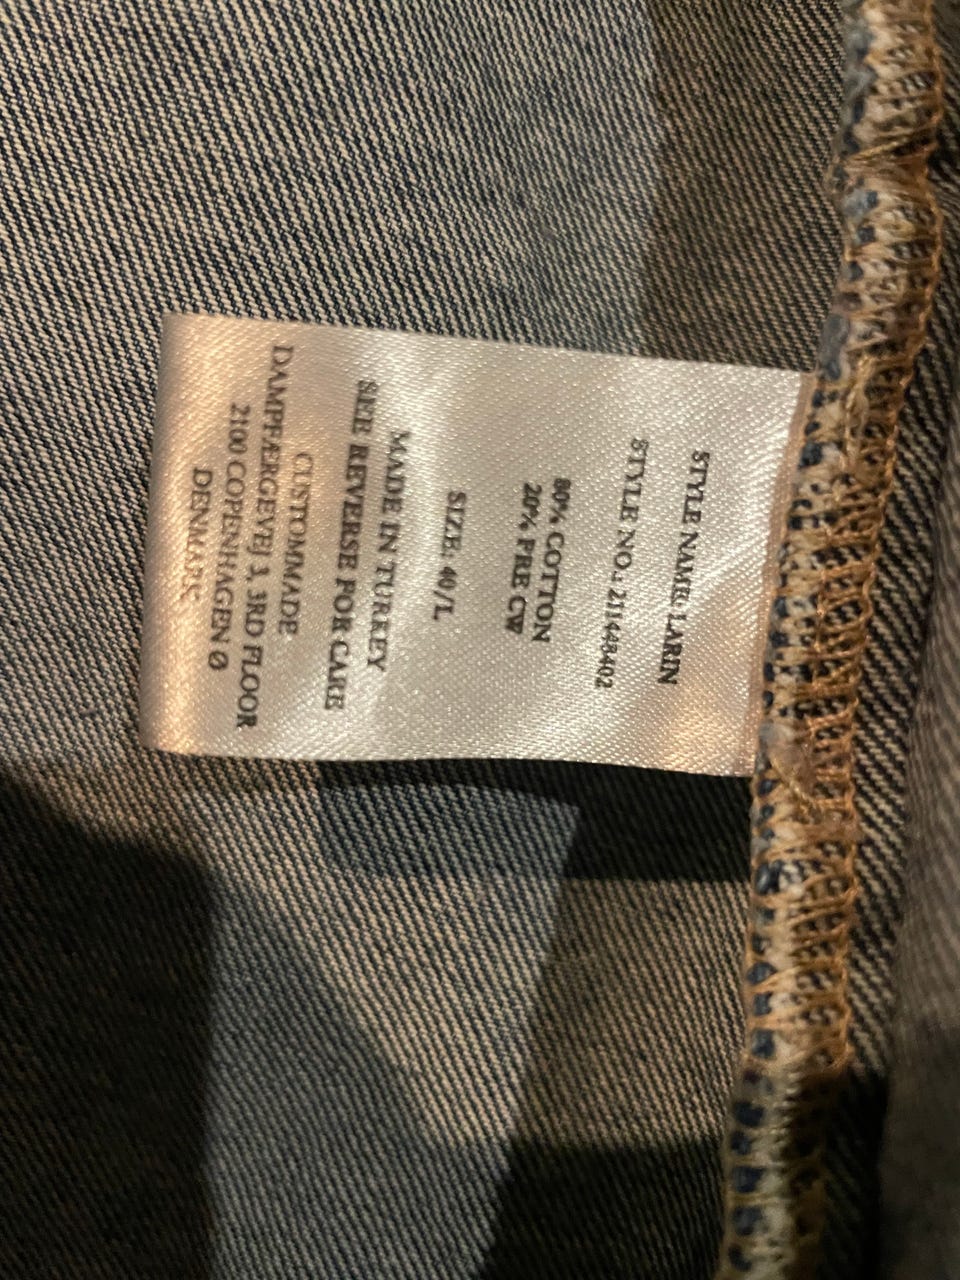 STYLE NAME: LARIN
STYLE NO.: 211448402
80% COTTON
20% PRE CW
SIZE: 40/L
MADE IN TURKEY
SEE REVERSE FOR CARE
CUSTOMMADE
DAMPFÆRGEVEJ 3, 3RD FLOOR
2100 COPENHAGEN Ø
DENMARK